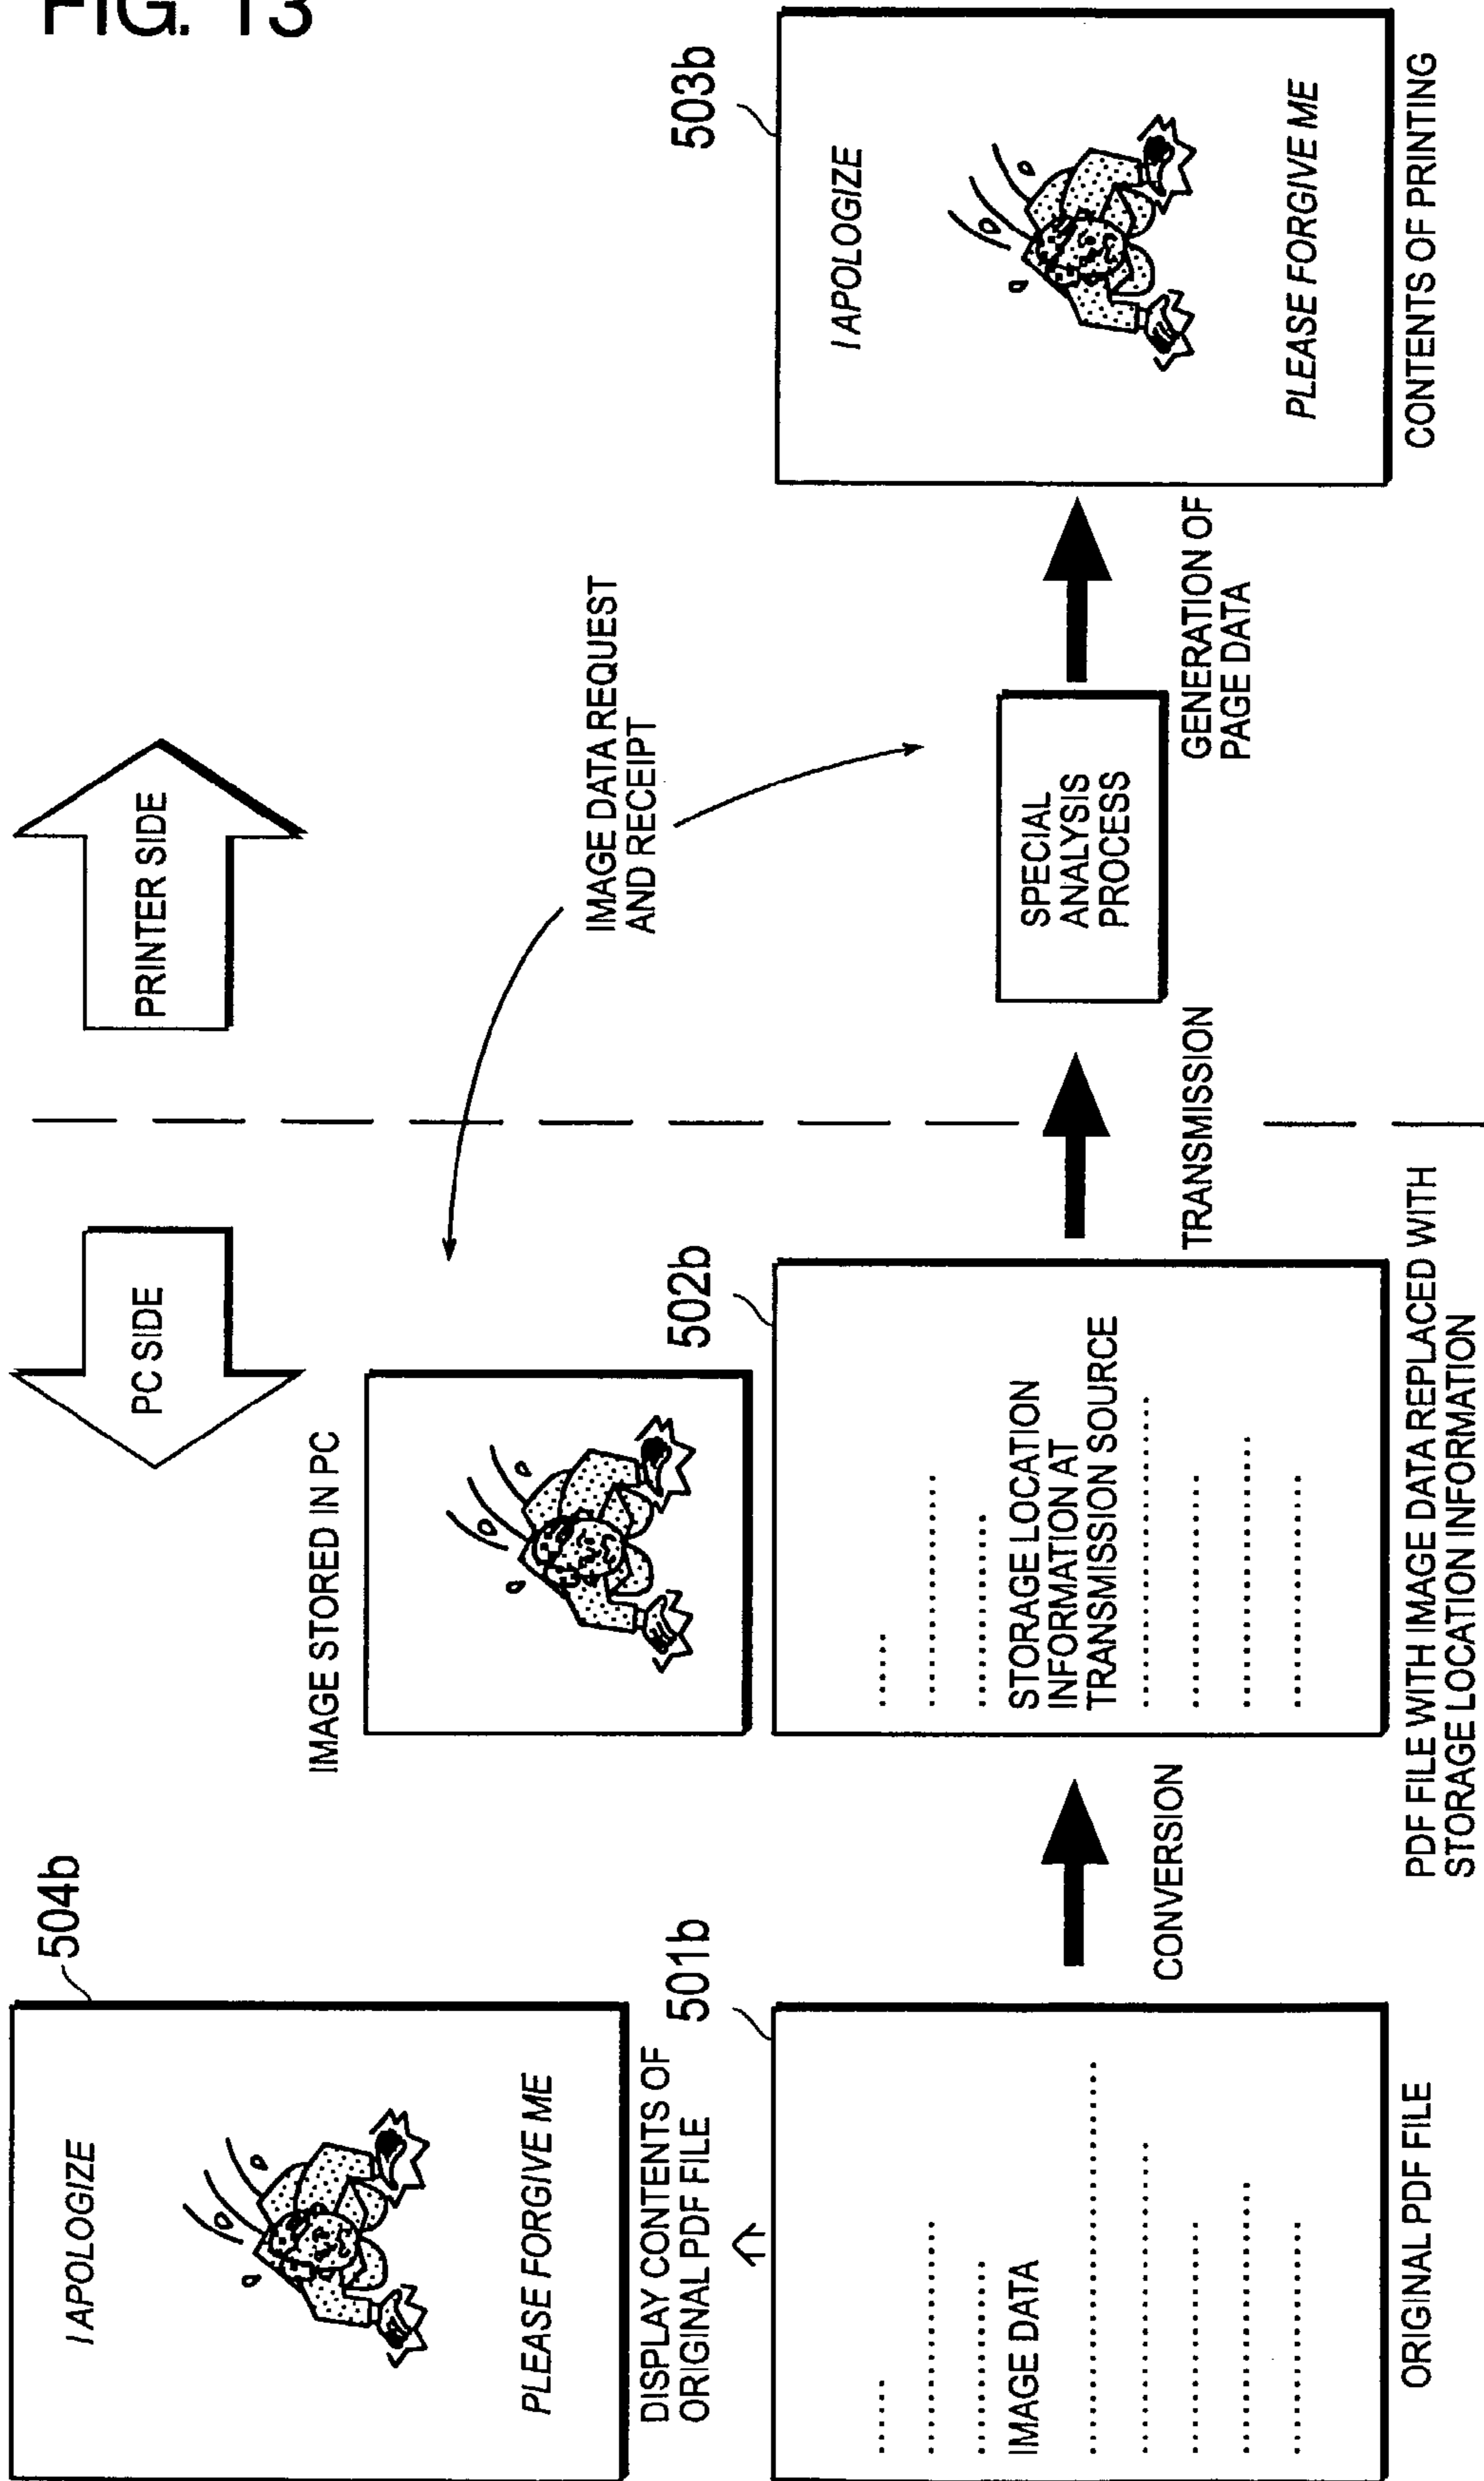 FIG. 13
PC SIDE
PRINTER SIDE
504b
I APOLOGIZE
PLEASE FORGIVE ME
DISPLAY CONTENTS OF
ORIGINAL PDF FILE
IMAGE STORED IN PC
IMAGE DATA REQUEST
AND RECEIPT
501b
IMAGE DATA
ORIGINAL PDF FILE
CONVERSION
502b
STORAGE LOCATION
INFORMATION AT
TRANSMISSION SOURCE
PDF FILE WITH IMAGE DATA REPLACED WITH
STORAGE LOCATION INFORMATION
TRANSMISSION
SPECIAL
ANALYSIS
PROCESS
GENERATION OF
PAGE DATA
503b
I APOLOGIZE
PLEASE FORGIVE ME
CONTENTS OF PRINTING